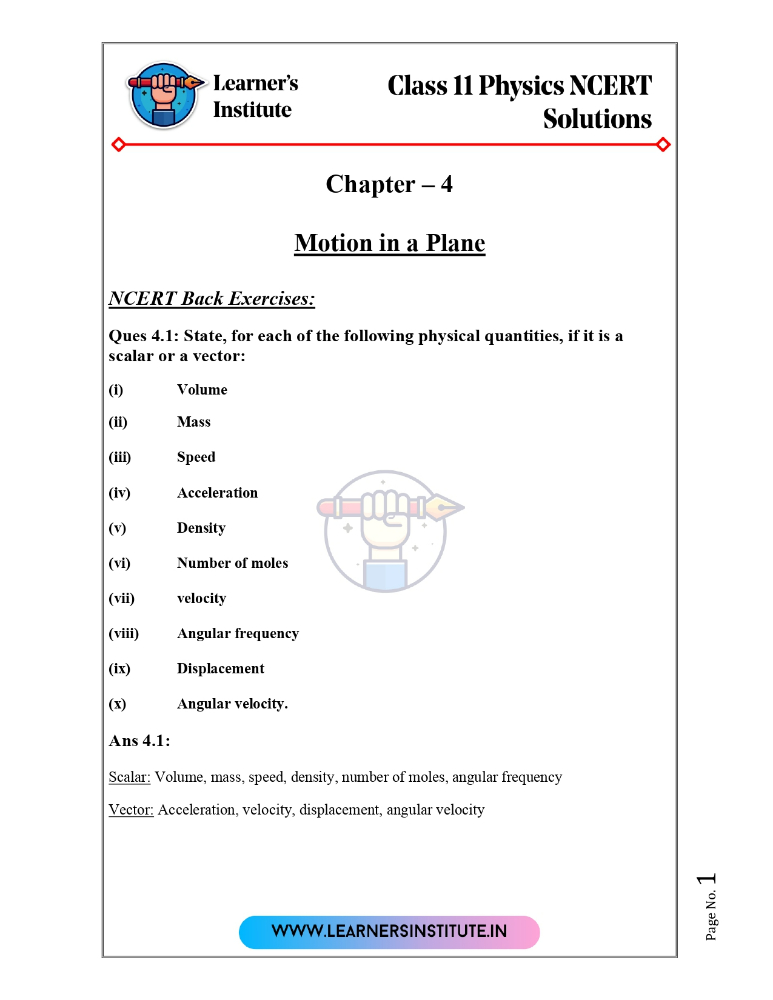 Learner's
Institute
Class 11 Physics NCERT
Solutions
Chapter – 4
Motion in a Plane
NCERT Back Exercises:
Ques 4.1: State, for each of the following physical quantities, if it is a
scalar or a vector:
(i) Volume
(ii) Mass
(iii) Speed
(iv) Acceleration
(v) Density
(vi) Number of moles
(vii) velocity
(viii) Angular frequency
(ix) Displacement
(x) Angular velocity.
Ans 4.1:
Scalar: Volume, mass, speed, density, number of moles, angular frequency
Vector: Acceleration, velocity, displacement, angular velocity
Page No. 1
WWW.LEARNERSINSTITUTE.IN